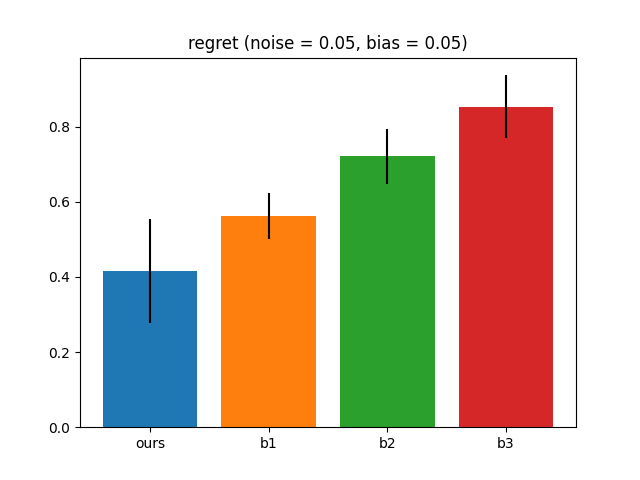 regret (noise = 0.05, bias = 0.05)
0.8
0.6
0.4
0.2
0.0
ours b1 b2 b3